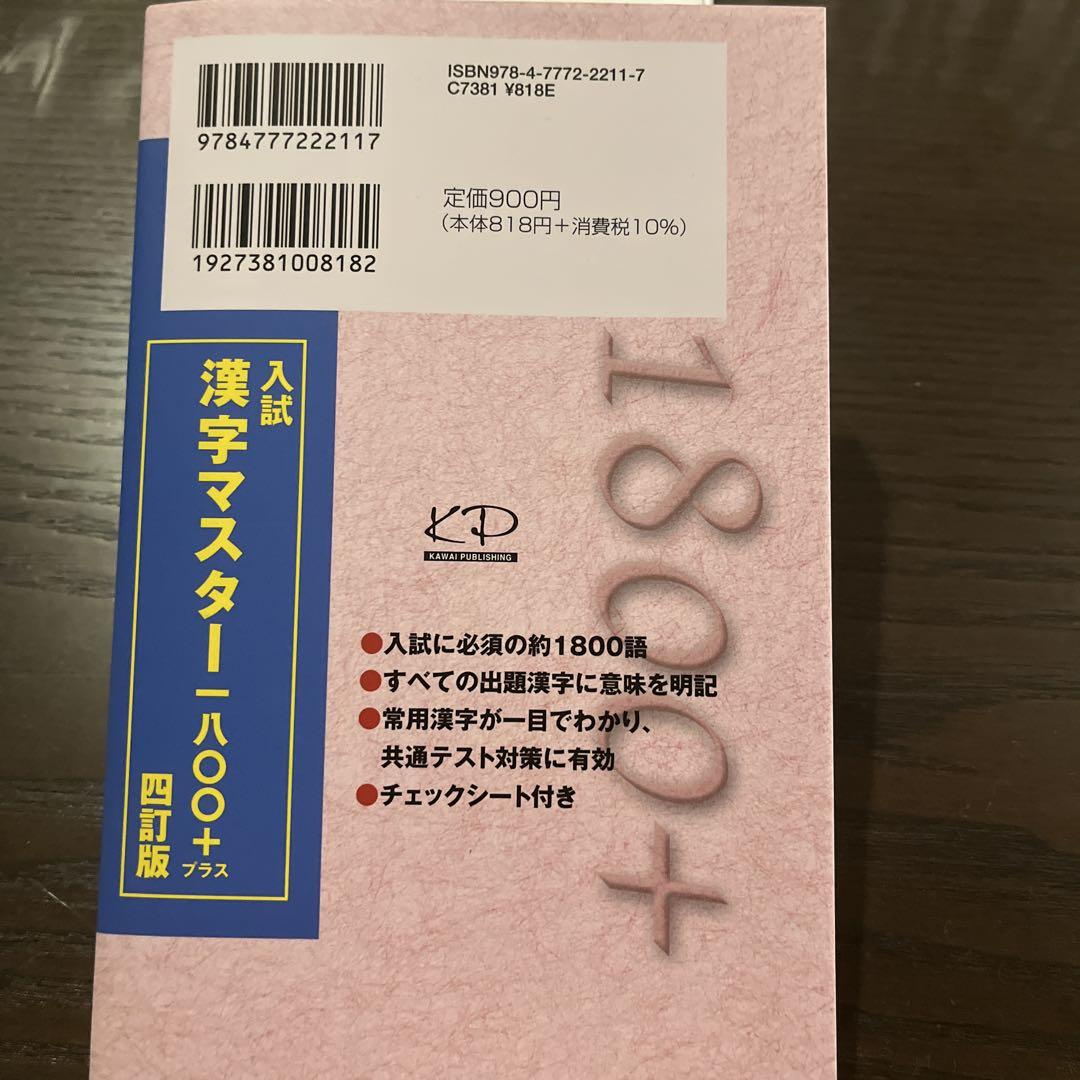 9784777222117
ISBN978-4-7772-2211-7
C7381 ¥818E
1927381008182
定価900円
(本体818円+消費税10%)
入試
漢字マスター一八〇〇+
プラス
四訂版
1800+
KP
KAWAI PUBLISHING
●入試に必須の約1800語
●すべての出題漢字に意味を明記
●常用漢字が一目でわかり、
共通テスト対策に有効
●チェックシート付き